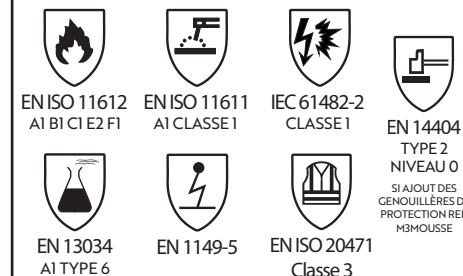 EN ISO 11612
A1 B1 C1 E2 F1
EN ISO 11611
A1 CLASSE 1
IEC 61482-2
CLASSE 1
EN 14404
TYPE 2
NIVEAU 0
SI AJOUT DES
GENOUILLÈRES D
PROTECTION RE
M3MOUSSE
EN 13034
A1 TYPE 6
EN 1149-5
EN ISO 20471
Classe 3